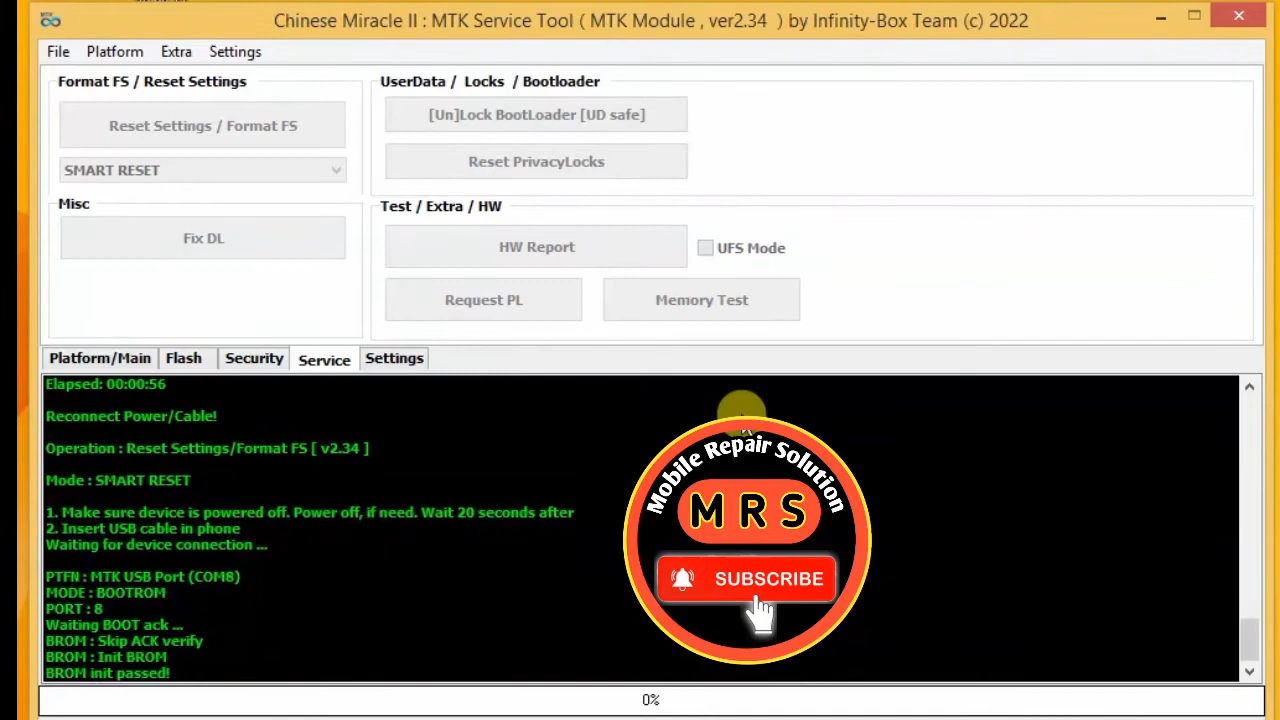 MTK
Chinese Miracle II : MTK Service Tool ( MTK Module , ver2.34 ) by Infinity-Box Team (c) 2022
File Platform Extra Settings
Format FS / Reset Settings
Reset Settings / Format FS
SMART RESET
Misc
Fix DL
UserData / Locks / Bootloader
[Un]Lock BootLoader [UD safe]
Reset PrivacyLocks
Test / Extra / HW
HW Report
UFS Mode
Request PL
Memory Test
Platform/Main Flash Security Service Settings
Elapsed: 00:00:56
Reconnect Power/Cable!
Operation : Reset Settings/Format FS [ v2.34 ]
Mode : SMART RESET
1. Make sure device is powered off. Power off, if need. Wait 20 seconds after
2. Insert USB cable in phone
Waiting for device connection ...
PTFN : MTK USB Port (COM8)
MODE : BOOTROM
PORT : 8
Waiting BOOT ack ...
BROM : Skip ACK verify
BROM : Init BROM
BROM init passed!
Mobile Repair Solution
M R S
SUBSCRIBE
0%